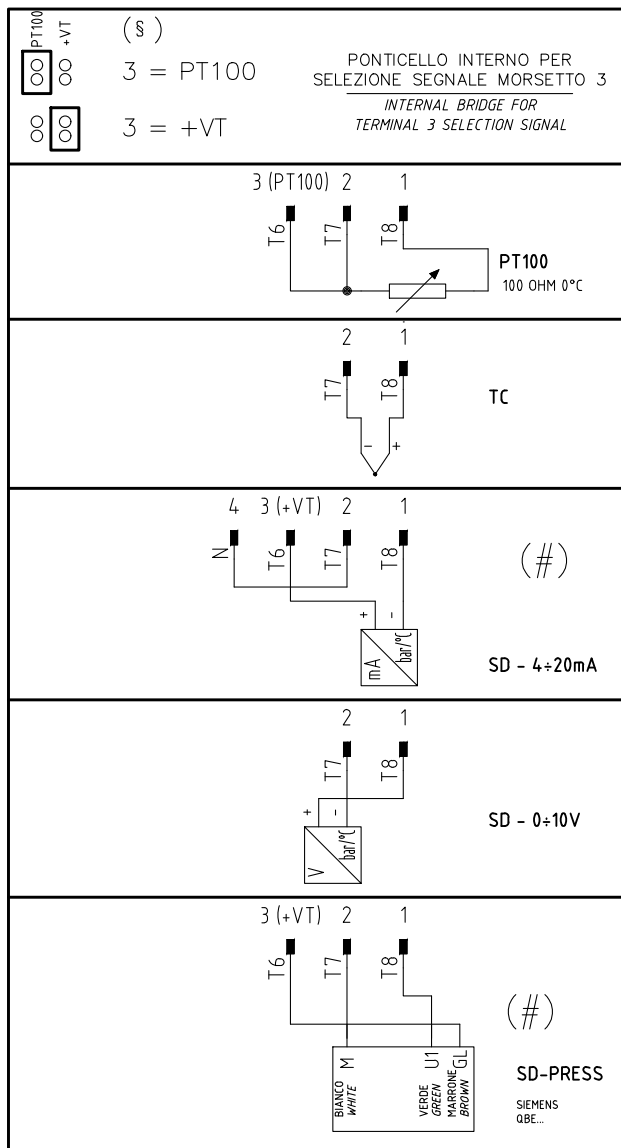 PT100
+VT
(§)
3 = PT100
3 = +VT
PONTICELLO INTERNO PER
SELEZIONE SEGNALE MORSETTO 3
INTERNAL BRIDGE FOR
TERMINAL 3 SELECTION SIGNAL
3 (PT100) 2 1
T6 T7 T8
PT100
100 OHM 0°C
2 1
T7 T8
- +
TC
4 3 (+VT) 2 1
N T6 T7 T8
+ -
mA bar/°C
(#)
SD - 4÷20mA
2 1
T7 T8
+ -
V bar/°C
SD - 0÷10V
3 (+VT) 2 1
T6 T7 T8
M U1 GL
BIANCO
WHITE
VERDE
GREEN
MARRONE
BROWN
(#)
SD-PRESS
SIEMENS
QBE...